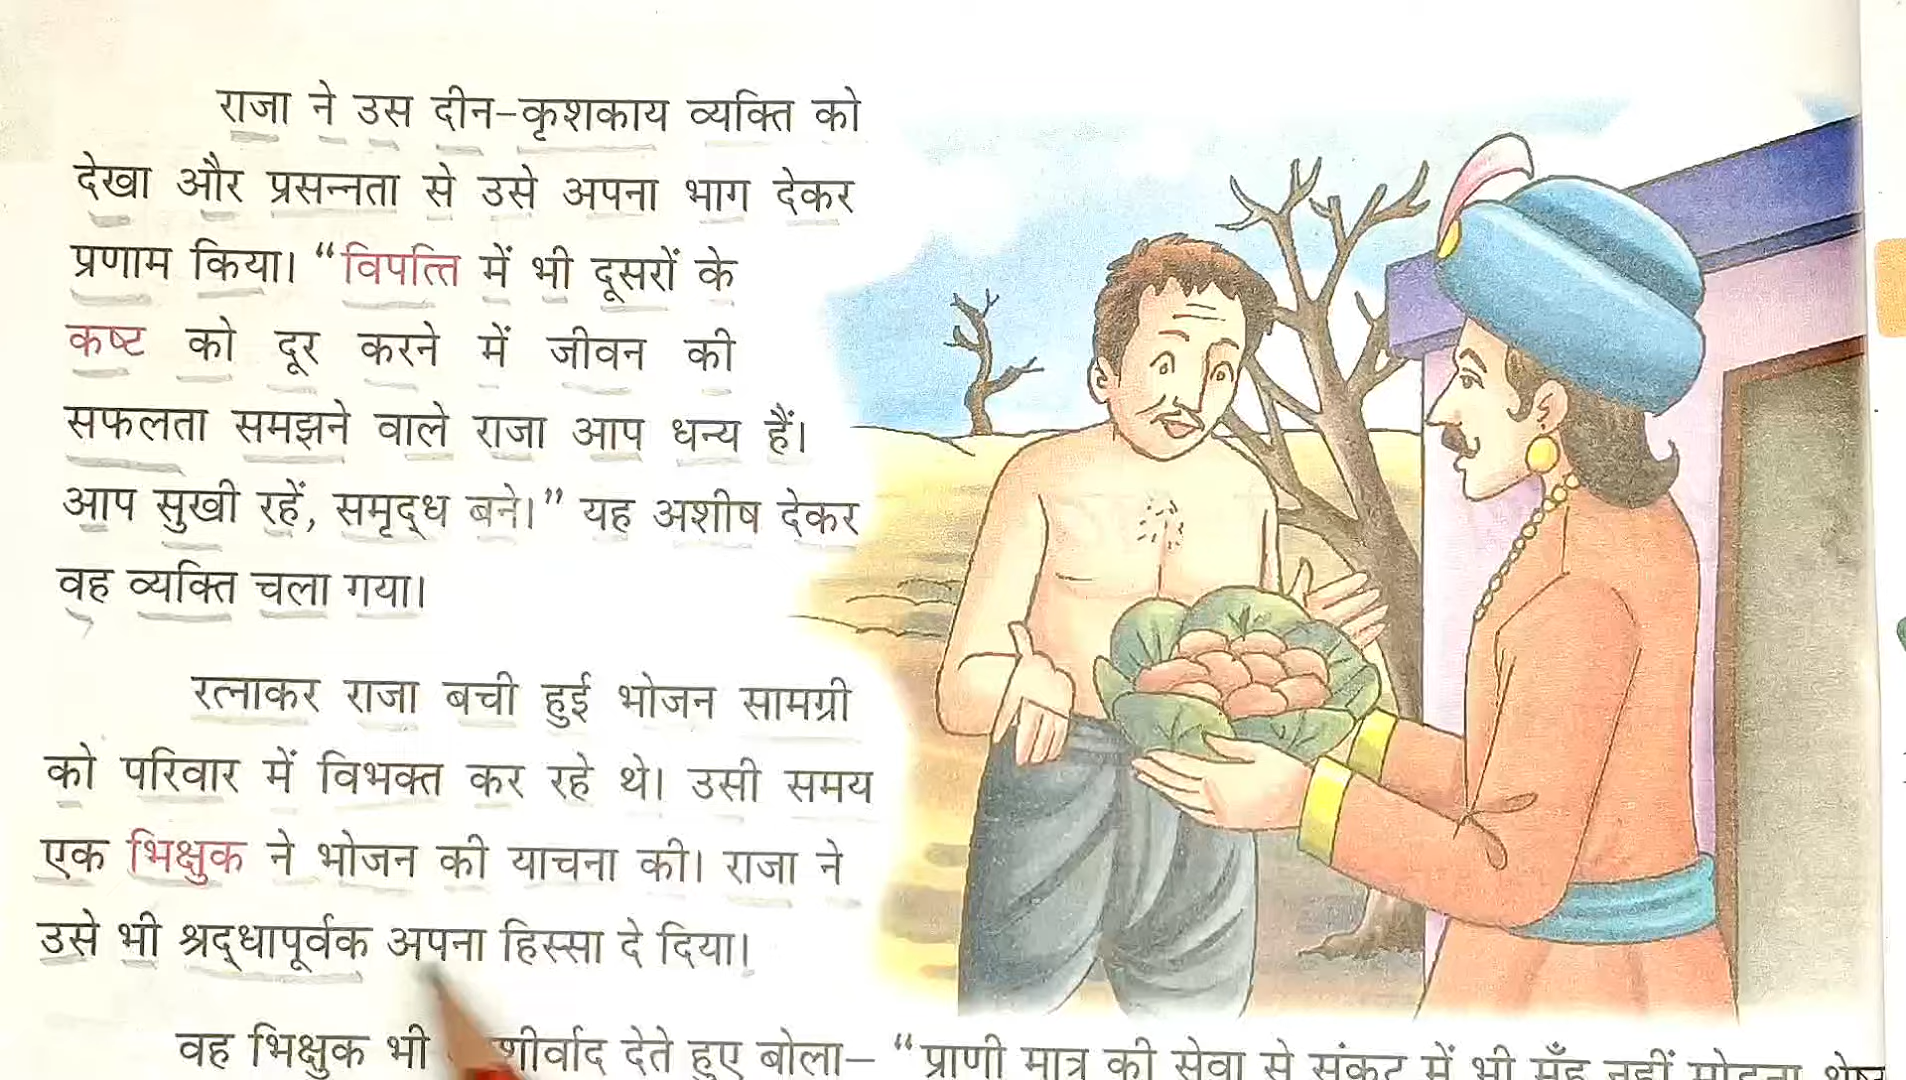 राजा ने उस दीन-कृशकाय व्यक्ति को
देखा और प्रसन्नता से उसे अपना भाग देकर
प्रणाम किया। “विपत्ति में भी दूसरों के
कष्ट को दूर करने में जीवन की
सफलता समझने वाले राजा आप धन्य हैं।
आप सुखी रहें, समृद्ध बने।” यह अशीष देकर
वह व्यक्ति चला गया।
रत्नाकर राजा बची हुई भोजन सामग्री
को परिवार में विभक्त कर रहे थे। उसी समय
एक भिक्षुक ने भोजन की याचना की। राजा ने
उसे भी श्रद्धापूर्वक अपना हिस्सा दे दिया।
वह भिक्षुक भी देते हुए बोला— “प्राणी मात्र की सेवा से संकट में भी मुँह नहीं मोड़ना